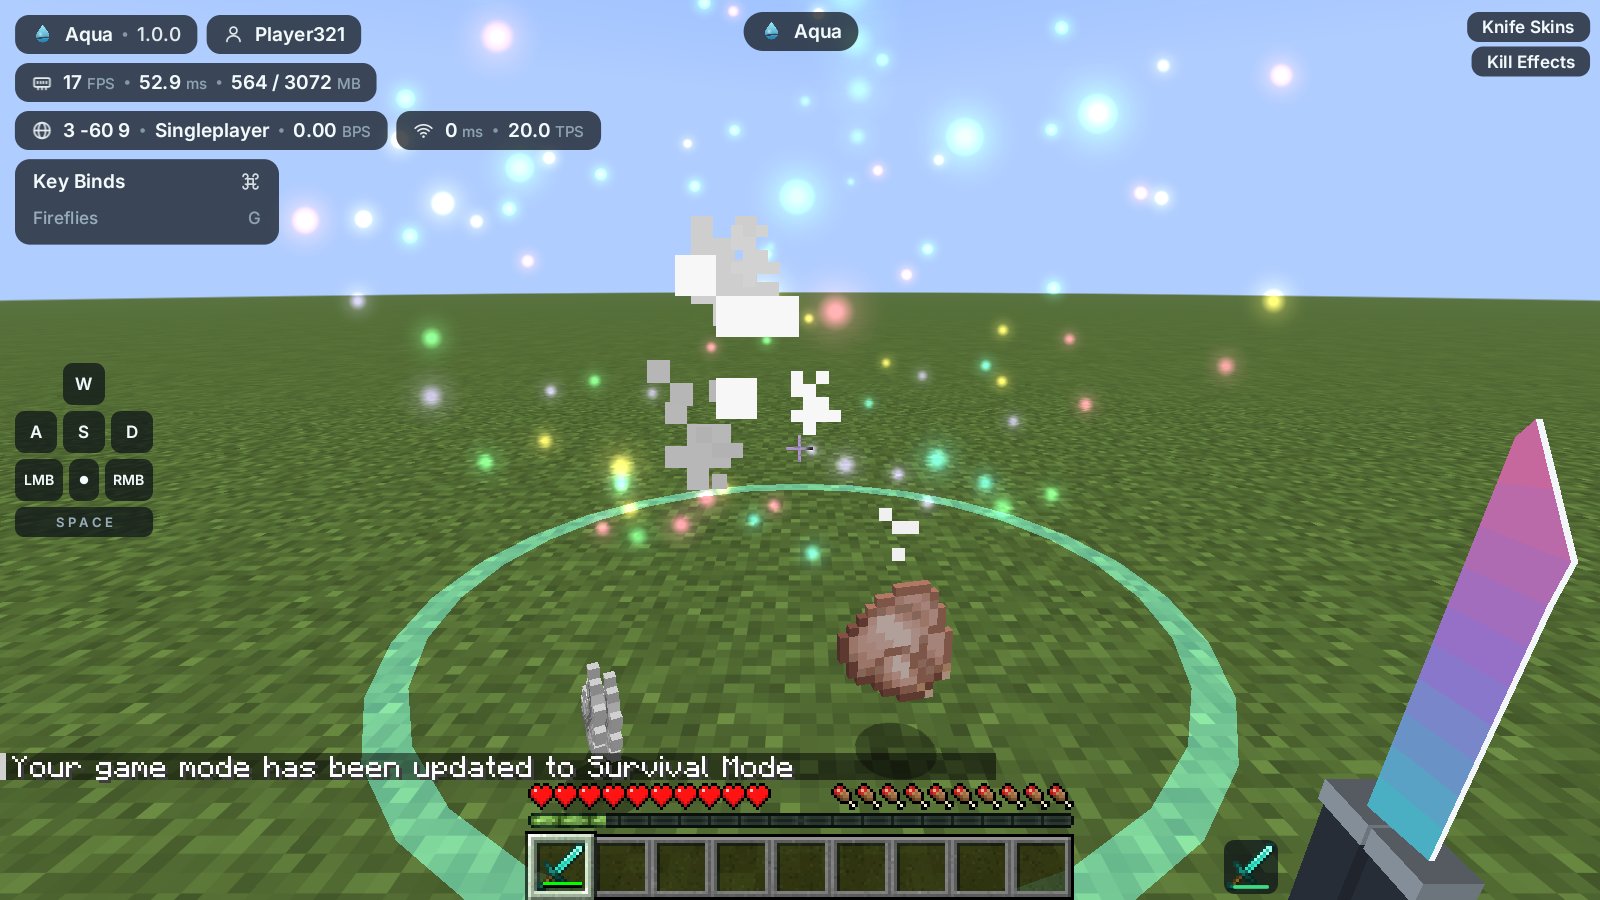 Aqua • 1.0.0
Player321
Aqua
Knife Skins
Kill Effects
17 FPS • 52.9 ms • 564 / 3072 MB
3 -60 9 • Singleplayer • 0.00 BPS
0 ms • 20.0 TPS
Key Binds ⌘
Fireflies G
W
A S D
LMB RMB
SPACE
Your game mode has been updated to Survival Mode